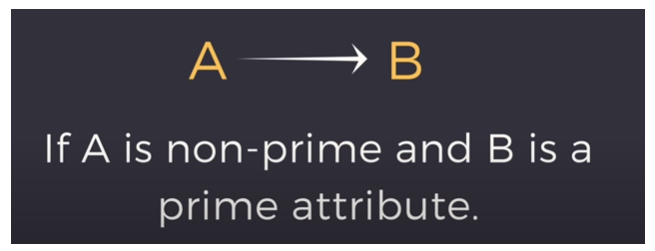 A → B
If A is non-prime and B is a
prime attribute.